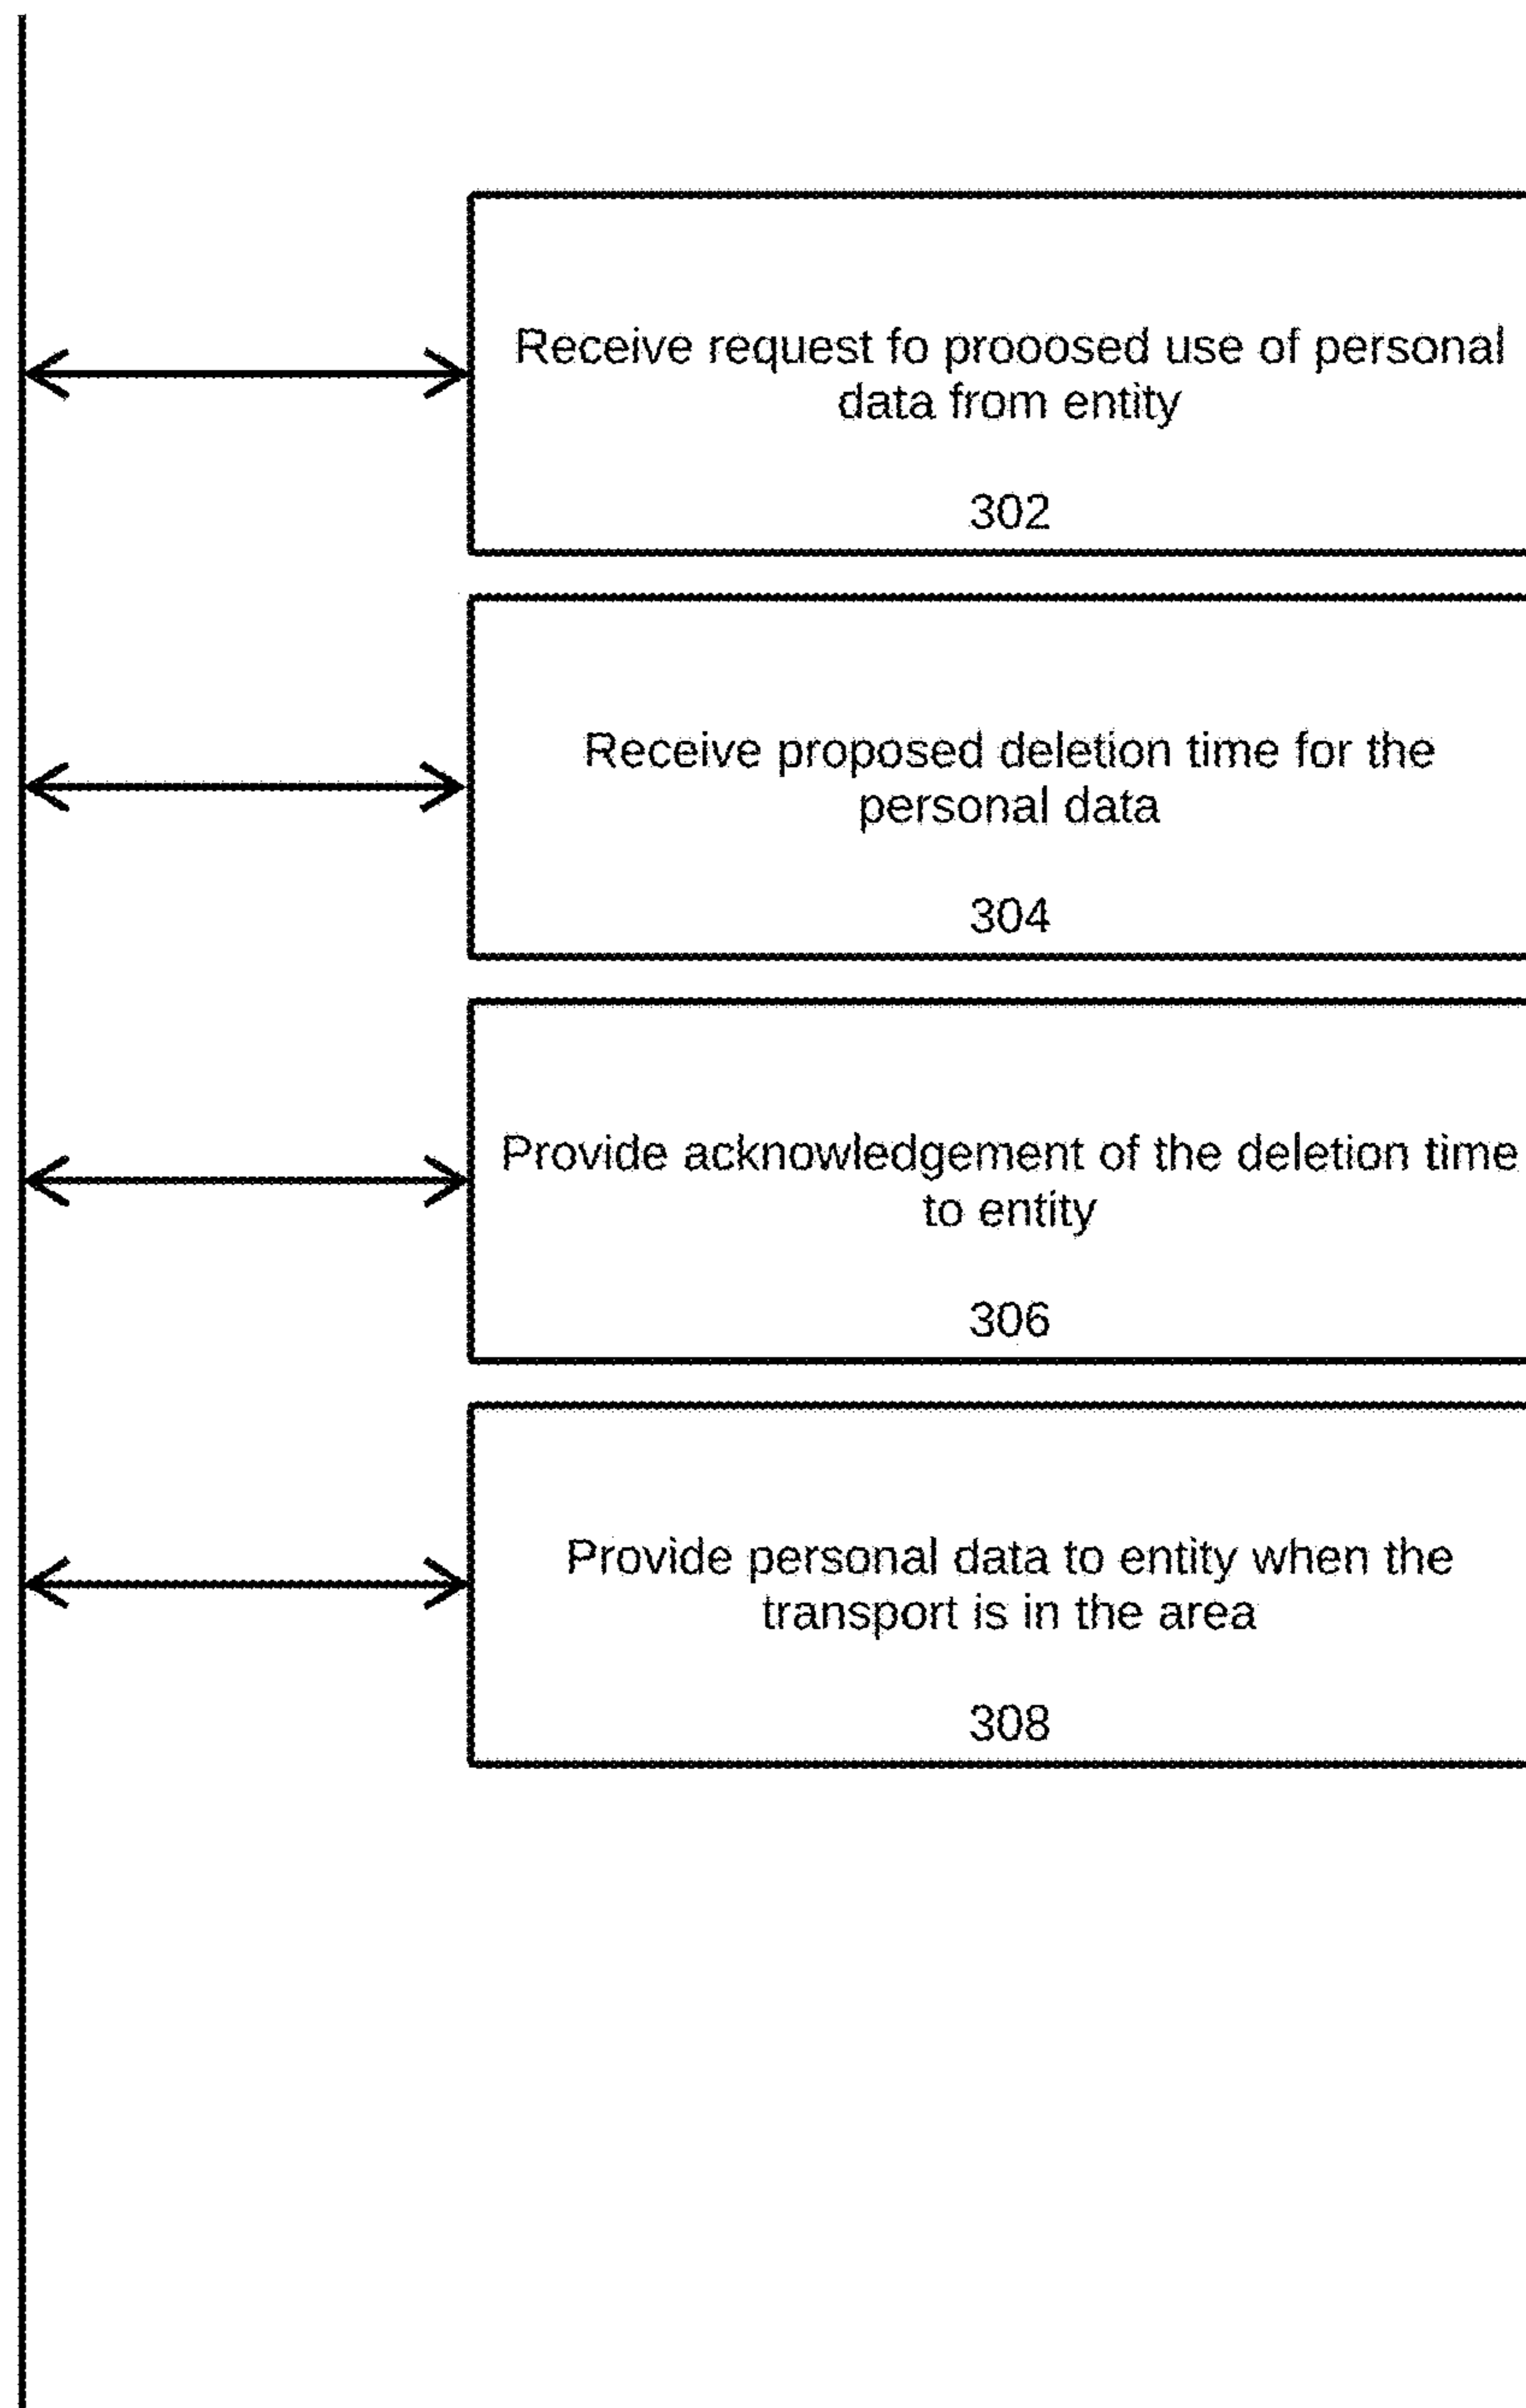 Receive request fo prooosed use of personal
data from entity
302
Receive proposed deletion time for the
personal data
304
Provide acknowledgement of the deletion time
to entity
306
Provide personal data to entity when the
transport is in the area
308